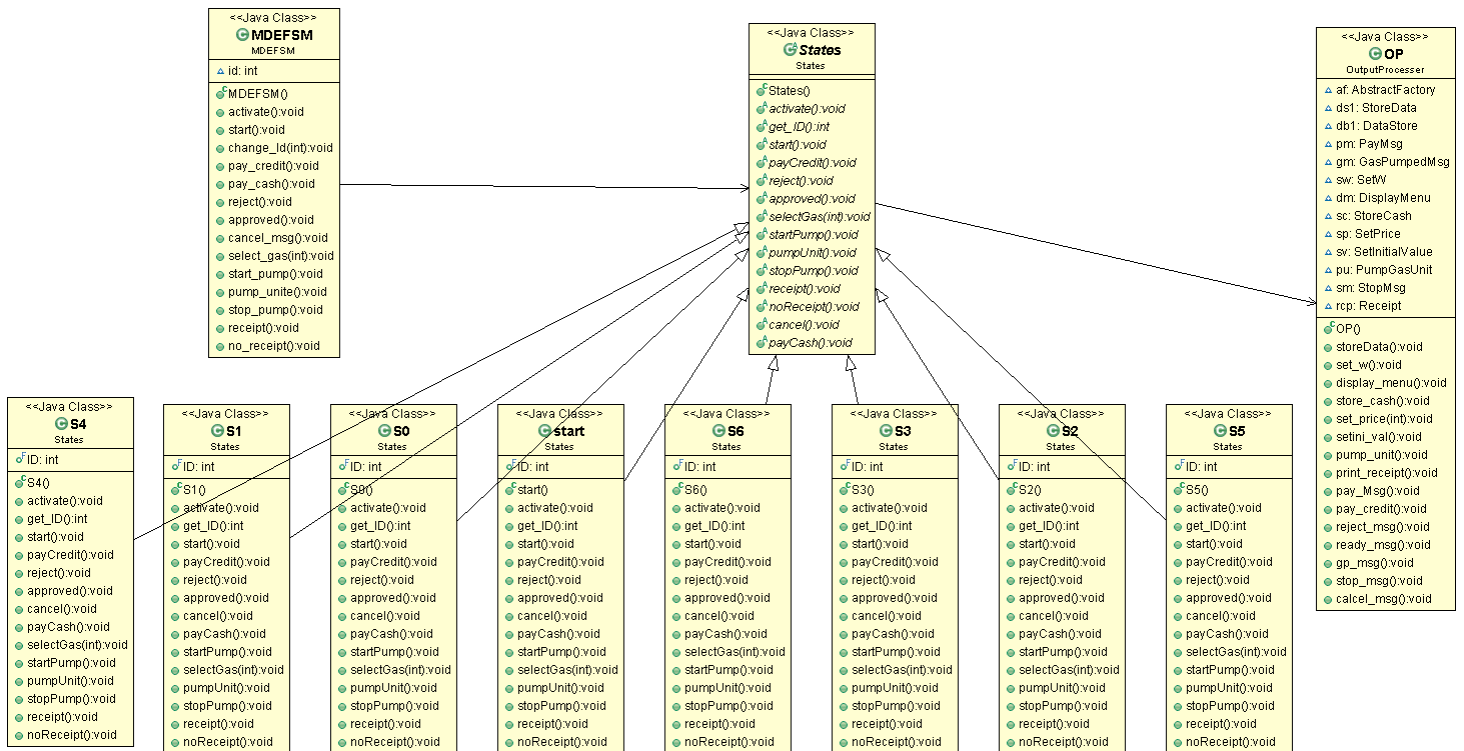 <<Java Class>>
MDEFSM
MDEFSM
id: int
MDEFSM()
activate():void
start():void
change_Id(int):void
pay_credit():void
pay_cash():void
reject():void
approved():void
cancel_msg():void
select_gas(int):void
start_pump():void
pump_unite():void
stop_pump():void
receipt():void
no_receipt():void
<<Java Class>>
States
States
States()
activate():void
get_ID():int
start():void
payCredit():void
reject():void
approved():void
selectGas(int):void
startPump():void
pumpUnit():void
stopPump():void
receipt():void
noReceipt():void
cancel():void
payCash():void
<<Java Class>>
OP
OutputProcesser
af: AbstractFactory
ds1: StoreData
db1: DataStore
pm: PayMsg
gm: GasPumpedMsg
sw: SetW
dm: DisplayMenu
sc: StoreCash
sp: SetPrice
sv: SetInitialValue
pu: PumpGasUnit
sm: StopMsg
rcp: Receipt
OP()
storeData():void
set_w():void
display_menu():void
store_cash():void
set_price(int):void
setini_val():void
pump_unit():void
print_receipt():void
pay_Msg():void
pay_credit():void
reject_msg():void
ready_msg():void
gp_msg():void
stop_msg():void
calcel_msg():void
<<Java Class>>
S4
States
ID: int
S4()
activate():void
get_ID():int
start():void
payCredit():void
reject():void
approved():void
cancel():void
payCash():void
selectGas(int):void
startPump():void
pumpUnit():void
stopPump():void
receipt():void
noReceipt():void
<<Java Class>>
S1
States
ID: int
S1()
activate():void
get_ID():int
start():void
payCredit():void
reject():void
approved():void
cancel():void
payCash():void
startPump():void
selectGas(int):void
pumpUnit():void
stopPump():void
receipt():void
noReceipt():void
<<Java Class>>
S0
States
ID: int
S0()
activate():void
get_ID():int
start():void
payCredit():void
reject():void
approved():void
cancel():void
payCash():void
startPump():void
selectGas(int):void
pumpUnit():void
stopPump():void
receipt():void
noReceipt():void
<<Java Class>>
start
States
ID: int
start()
activate():void
get_ID():int
start():void
payCredit():void
reject():void
approved():void
cancel():void
payCash():void
startPump():void
selectGas(int):void
pumpUnit():void
stopPump():void
receipt():void
noReceipt():void
<<Java Class>>
S6
States
ID: int
S6()
activate():void
get_ID():int
start():void
payCredit():void
reject():void
approved():void
cancel():void
payCash():void
selectGas(int):void
startPump():void
pumpUnit():void
stopPump():void
receipt():void
noReceipt():void
<<Java Class>>
S3
States
ID: int
S3()
activate():void
get_ID():int
start():void
payCredit():void
reject():void
approved():void
cancel():void
payCash():void
startPump():void
selectGas(int):void
pumpUnit():void
stopPump():void
receipt():void
noReceipt():void
<<Java Class>>
S2
States
ID: int
S2()
activate():void
get_ID():int
start():void
payCredit():void
reject():void
approved():void
cancel():void
payCash():void
startPump():void
selectGas(int):void
pumpUnit():void
stopPump():void
receipt():void
noReceipt():void
<<Java Class>>
S5
States
ID: int
S5()
activate():void
get_ID():int
start():void
payCredit():void
reject():void
approved():void
cancel():void
payCash():void
selectGas(int):void
startPump():void
pumpUnit():void
stopPump():void
receipt():void
noReceipt():void